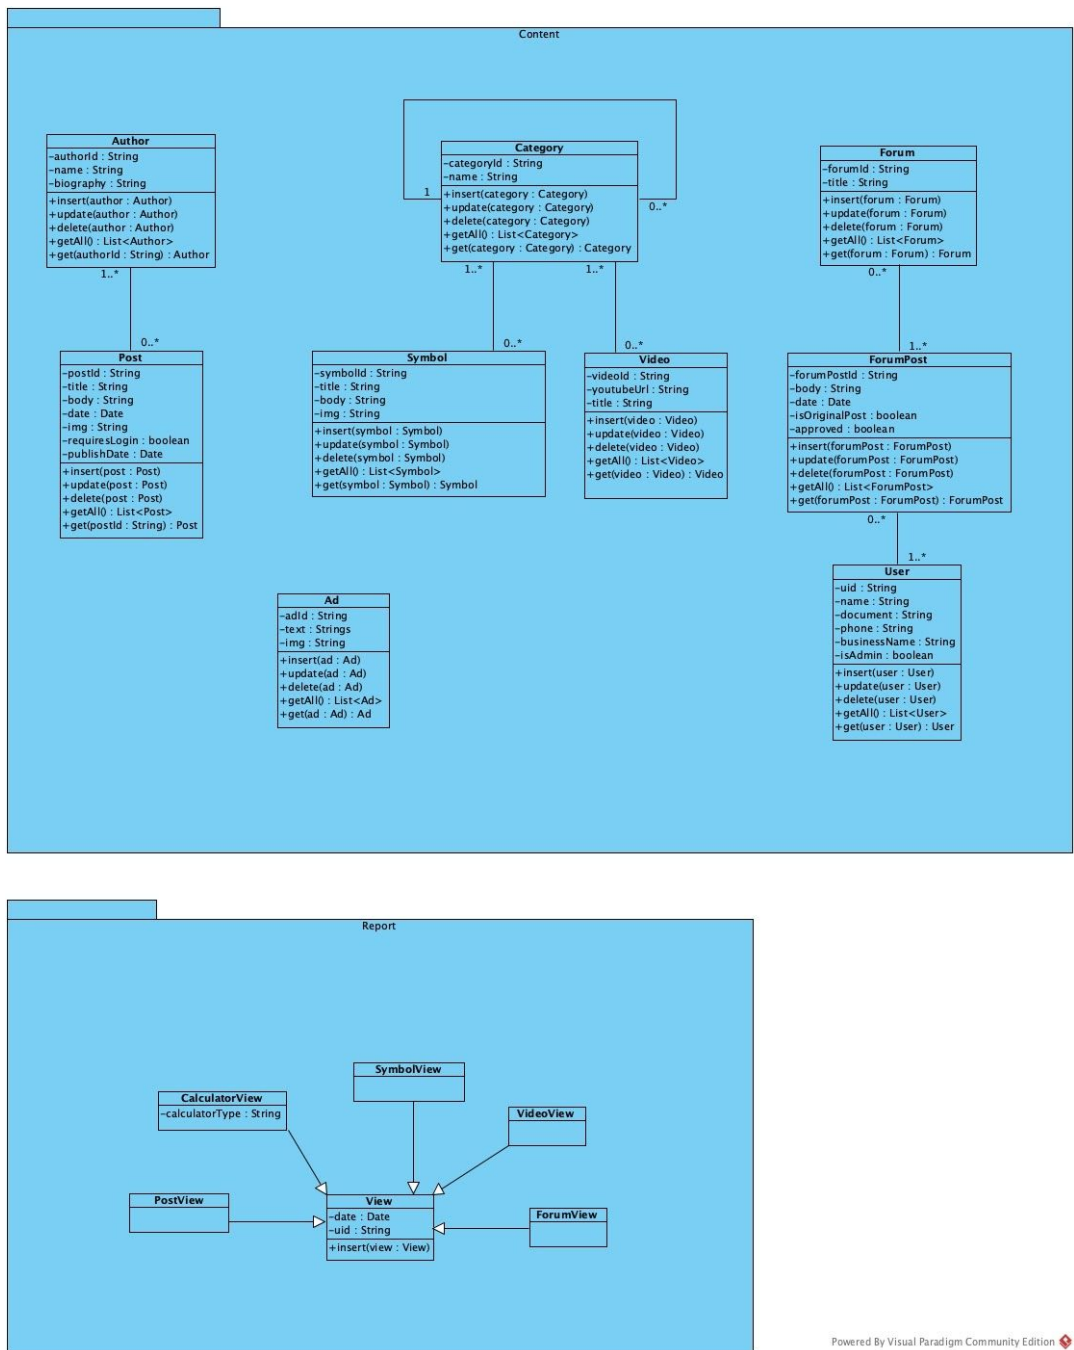 Content
Author
-authorId : String
-name : String
-biography : String
+insert(author : Author)
+update(author : Author)
+delete(author : Author)
+getAll() : List<Author>
+get(authorId : String) : Author
1..*
0..*
Post
-postId : String
-title : String
-body : String
-date : Date
-img : String
-requiresLogin : boolean
-publishDate : Date
+insert(post : Post)
+update(post : Post)
+delete(post : Post)
+getAll() : List<Post>
+get(postId : String) : Post
Category
-categoryId : String
-name : String
+insert(category : Category)
+update(category : Category)
+delete(category : Category)
+getAll() : List<Category>
+get(category : Category) : Category
1
0..*
1..*
1..*
0..*
0..*
Symbol
-symbolId : String
-title : String
-body : String
-img : String
+insert(symbol : Symbol)
+update(symbol : Symbol)
+delete(symbol : Symbol)
+getAll() : List<Symbol>
+get(symbol : Symbol) : Symbol
Video
-videoId : String
-youtubeUrl : String
-title : String
+insert(video : Video)
+update(video : Video)
+delete(video : Video)
+getAll() : List<Video>
+get(video : Video) : Video
Forum
-forumId : String
-title : String
+insert(forum : Forum)
+update(forum : Forum)
+delete(forum : Forum)
+getAll() : List<Forum>
+get(forum : Forum) : Forum
0..*
1..*
ForumPost
-forumPostId : String
-body : String
-date : Date
-isOriginalPost : boolean
-approved : boolean
+insert(forumPost : ForumPost)
+update(forumPost : ForumPost)
+delete(forumPost : ForumPost)
+getAll() : List<ForumPost>
+get(forumPost : ForumPost) : ForumPost
0..*
1..*
User
-uid : String
-name : String
-document : String
-phone : String
-businessName : String
-isAdmin : boolean
+insert(user : User)
+update(user : User)
+delete(user : User)
+getAll() : List<User>
+get(user : User) : User
Ad
-adId : String
-text : Strings
-img : String
+insert(ad : Ad)
+update(ad : Ad)
+delete(ad : Ad)
+getAll() : List<Ad>
+get(ad : Ad) : Ad
Report
SymbolView
CalculatorView
-calculatorType : String
VideoView
PostView
View
-date : Date
-uid : String
+insert(view : View)
ForumView
Powered By Visual Paradigm Community Edition